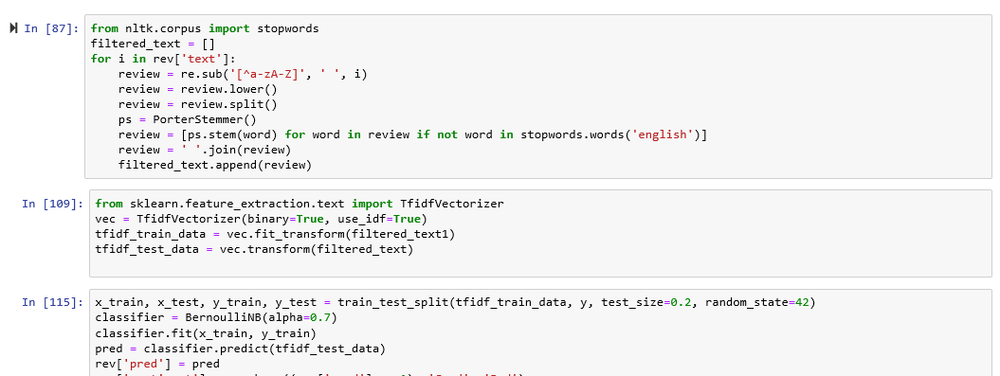 In [87]:
from nltk.corpus import stopwords
filtered_text = []
for i in rev['text']:
    review = re.sub('[^a-zA-Z]', ' ', i)
    review = review.lower()
    review = review.split()
    ps = PorterStemmer()
    review = [ps.stem(word) for word in review if not word in stopwords.words('english')]
    review = ' '.join(review)
    filtered_text.append(review)
In [109]:
from sklearn.feature_extraction.text import TfidfVectorizer
vec = TfidfVectorizer(binary=True, use_idf=True)
tfidf_train_data = vec.fit_transform(filtered_text1)
tfidf_test_data = vec.transform(filtered_text)
In [115]:
x_train, x_test, y_train, y_test = train_test_split(tfidf_train_data, y, test_size=0.2, random_state=42)
classifier = BernoulliNB(alpha=0.7)
classifier.fit(x_train, y_train)
pred = classifier.predict(tfidf_test_data)
rev['pred'] = pred